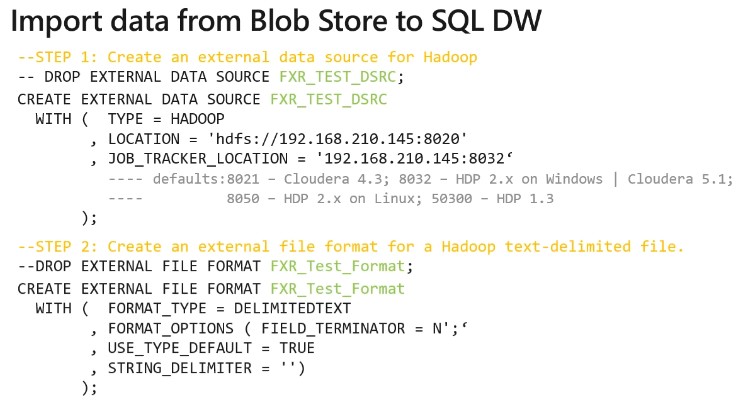 Import data from Blob Store to SQL DW
--STEP 1: Create an external data source for Hadoop
-- DROP EXTERNAL DATA SOURCE FXR_TEST_DSRC;
CREATE EXTERNAL DATA SOURCE FXR_TEST_DSRC
WITH ( TYPE = HADOOP
, LOCATION = 'hdfs://192.168.210.145:8020'
, JOB_TRACKER_LOCATION = '192.168.210.145:8032‘
---- defaults:8021 – Cloudera 4.3; 8032 – HDP 2.x on Windows | Cloudera 5.1;
---- 8050 – HDP 2.x on Linux; 50300 – HDP 1.3
);
--STEP 2: Create an external file format for a Hadoop text-delimited file.
--DROP EXTERNAL FILE FORMAT FXR_Test_Format;
CREATE EXTERNAL FILE FORMAT FXR_Test_Format
WITH ( FORMAT_TYPE = DELIMITEDTEXT
, FORMAT_OPTIONS ( FIELD_TERMINATOR = N';‘
, USE_TYPE_DEFAULT = TRUE
, STRING_DELIMITER = '')
);